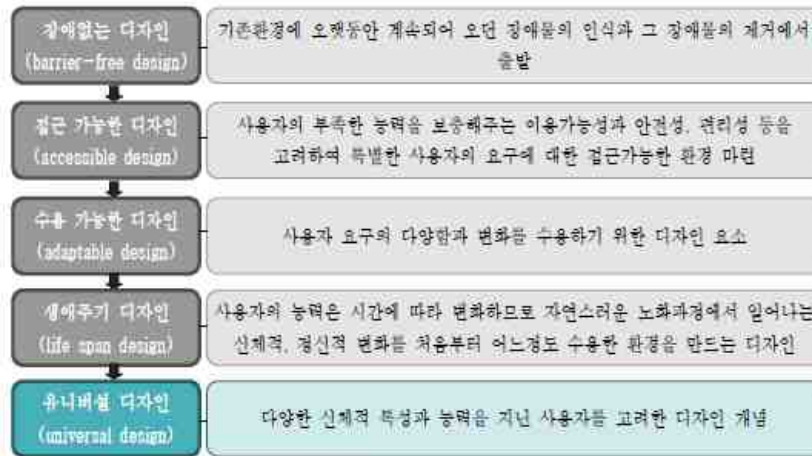 장애없는 디자인
(barrier-free design)
기존환경에 오랫동안 계속되어 오던 장애물의 인식과 그 장애물의 제거에서
출발
접근 가능한 디자인
(accessible design)
사용자의 부족한 능력을 보충해주는 이용가능성과 안전성, 편리성 등을
고려하여 특별한 사용자의 요구에 대한 접근가능한 환경 마련
수용 가능한 디자인
(adaptable design)
사용자 요구의 다양함과 변화를 수용하기 위한 디자인 요소
생애주기 디자인
(life span design)
사용자의 능력은 시간에 따라 변화하므로 자연스러운 노화과정에서 일어나는
신체적, 정신적 변화를 처음부터 어느정도 수용한 환경을 만드는 디자인
유니버설 디자인
(universal design)
다양한 신체적 특성과 능력을 지닌 사용자를 고려한 디자인 개념